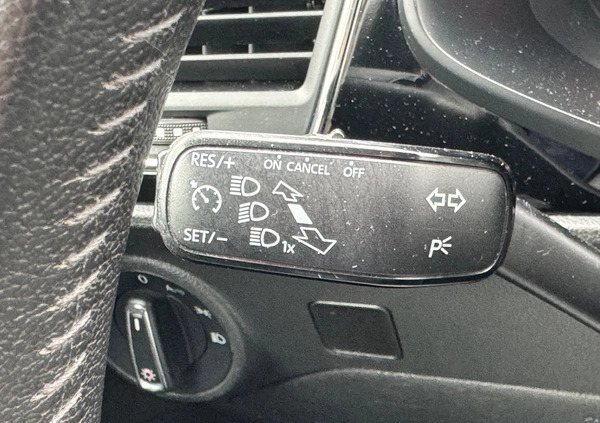 RES/+ ON CANCEL OFF
SET/– 1x P
O